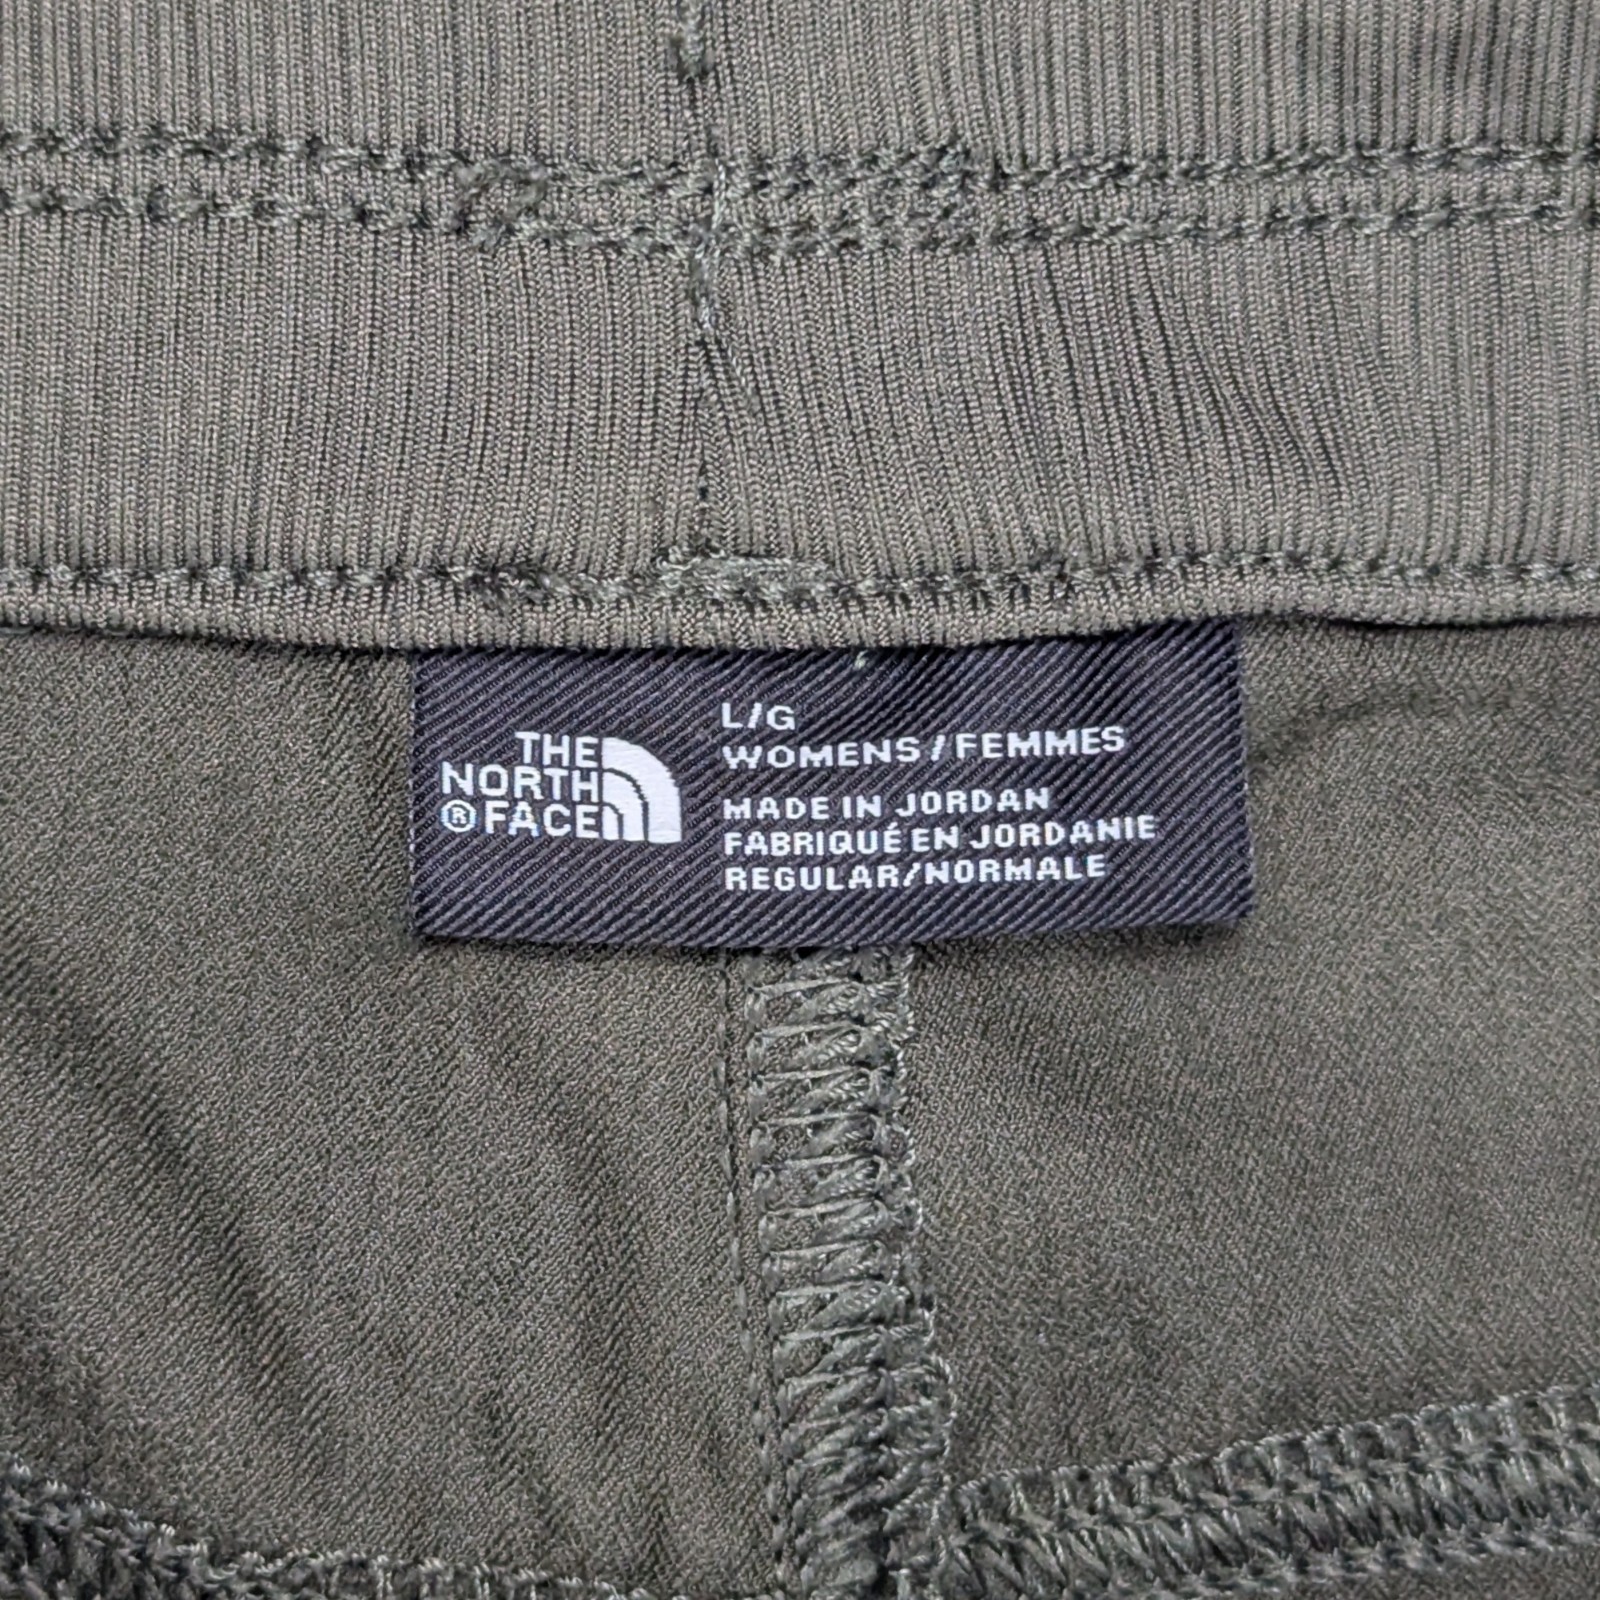 THE
NORTH
® FACE
L/G
WOMENS/FEMMES
MADE IN JORDAN
FABRIQUÉ EN JORDANIE
REGULAR/NORMALE